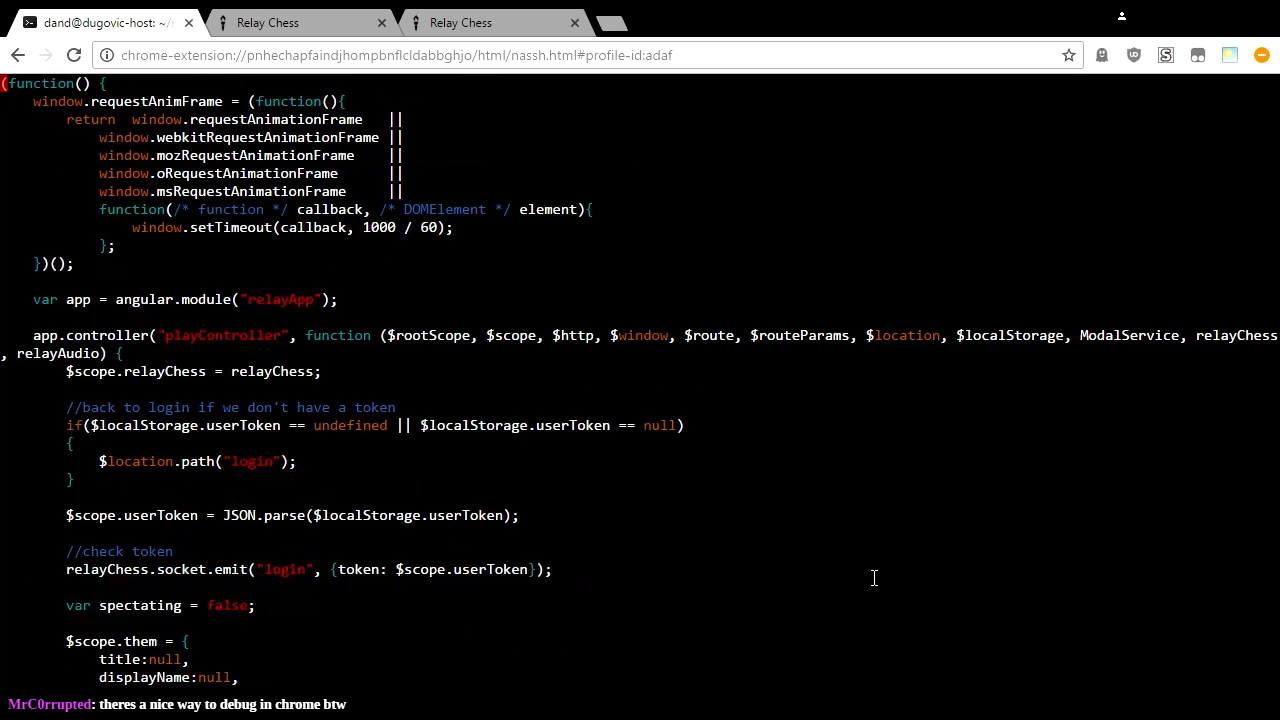 dand@dugovic-host: ~/
Relay Chess
Relay Chess
chrome-extension://pnhechapfaindjhompbnflcldabbghjo/html/nassh.html#profile-id:adaf
(function() {
    window.requestAnimFrame = (function(){
        return  window.requestAnimationFrame   ||
            window.webkitRequestAnimationFrame ||
            window.mozRequestAnimationFrame    ||
            window.oRequestAnimationFrame      ||
            window.msRequestAnimationFrame     ||
            function(/* function */ callback, /* DOMElement */ element){
                window.setTimeout(callback, 1000 / 60);
            };
    })();
    var app = angular.module("relayApp");
    app.controller("playController", function ($rootScope, $scope, $http, $window, $route, $routeParams, $location, $localStorage, ModalService, relayChess
, relayAudio) {
        $scope.relayChess = relayChess;
        //back to login if we don't have a token
        if($localStorage.userToken == undefined || $localStorage.userToken == null)
        {
            $location.path("login");
        }
        $scope.userToken = JSON.parse($localStorage.userToken);
        //check token
        relayChess.socket.emit("login", {token: $scope.userToken});
        var spectating = false;
        $scope.them = {
            title:null,
            displayName:null,
MrC0rrupted: theres a nice way to debug in chrome btw